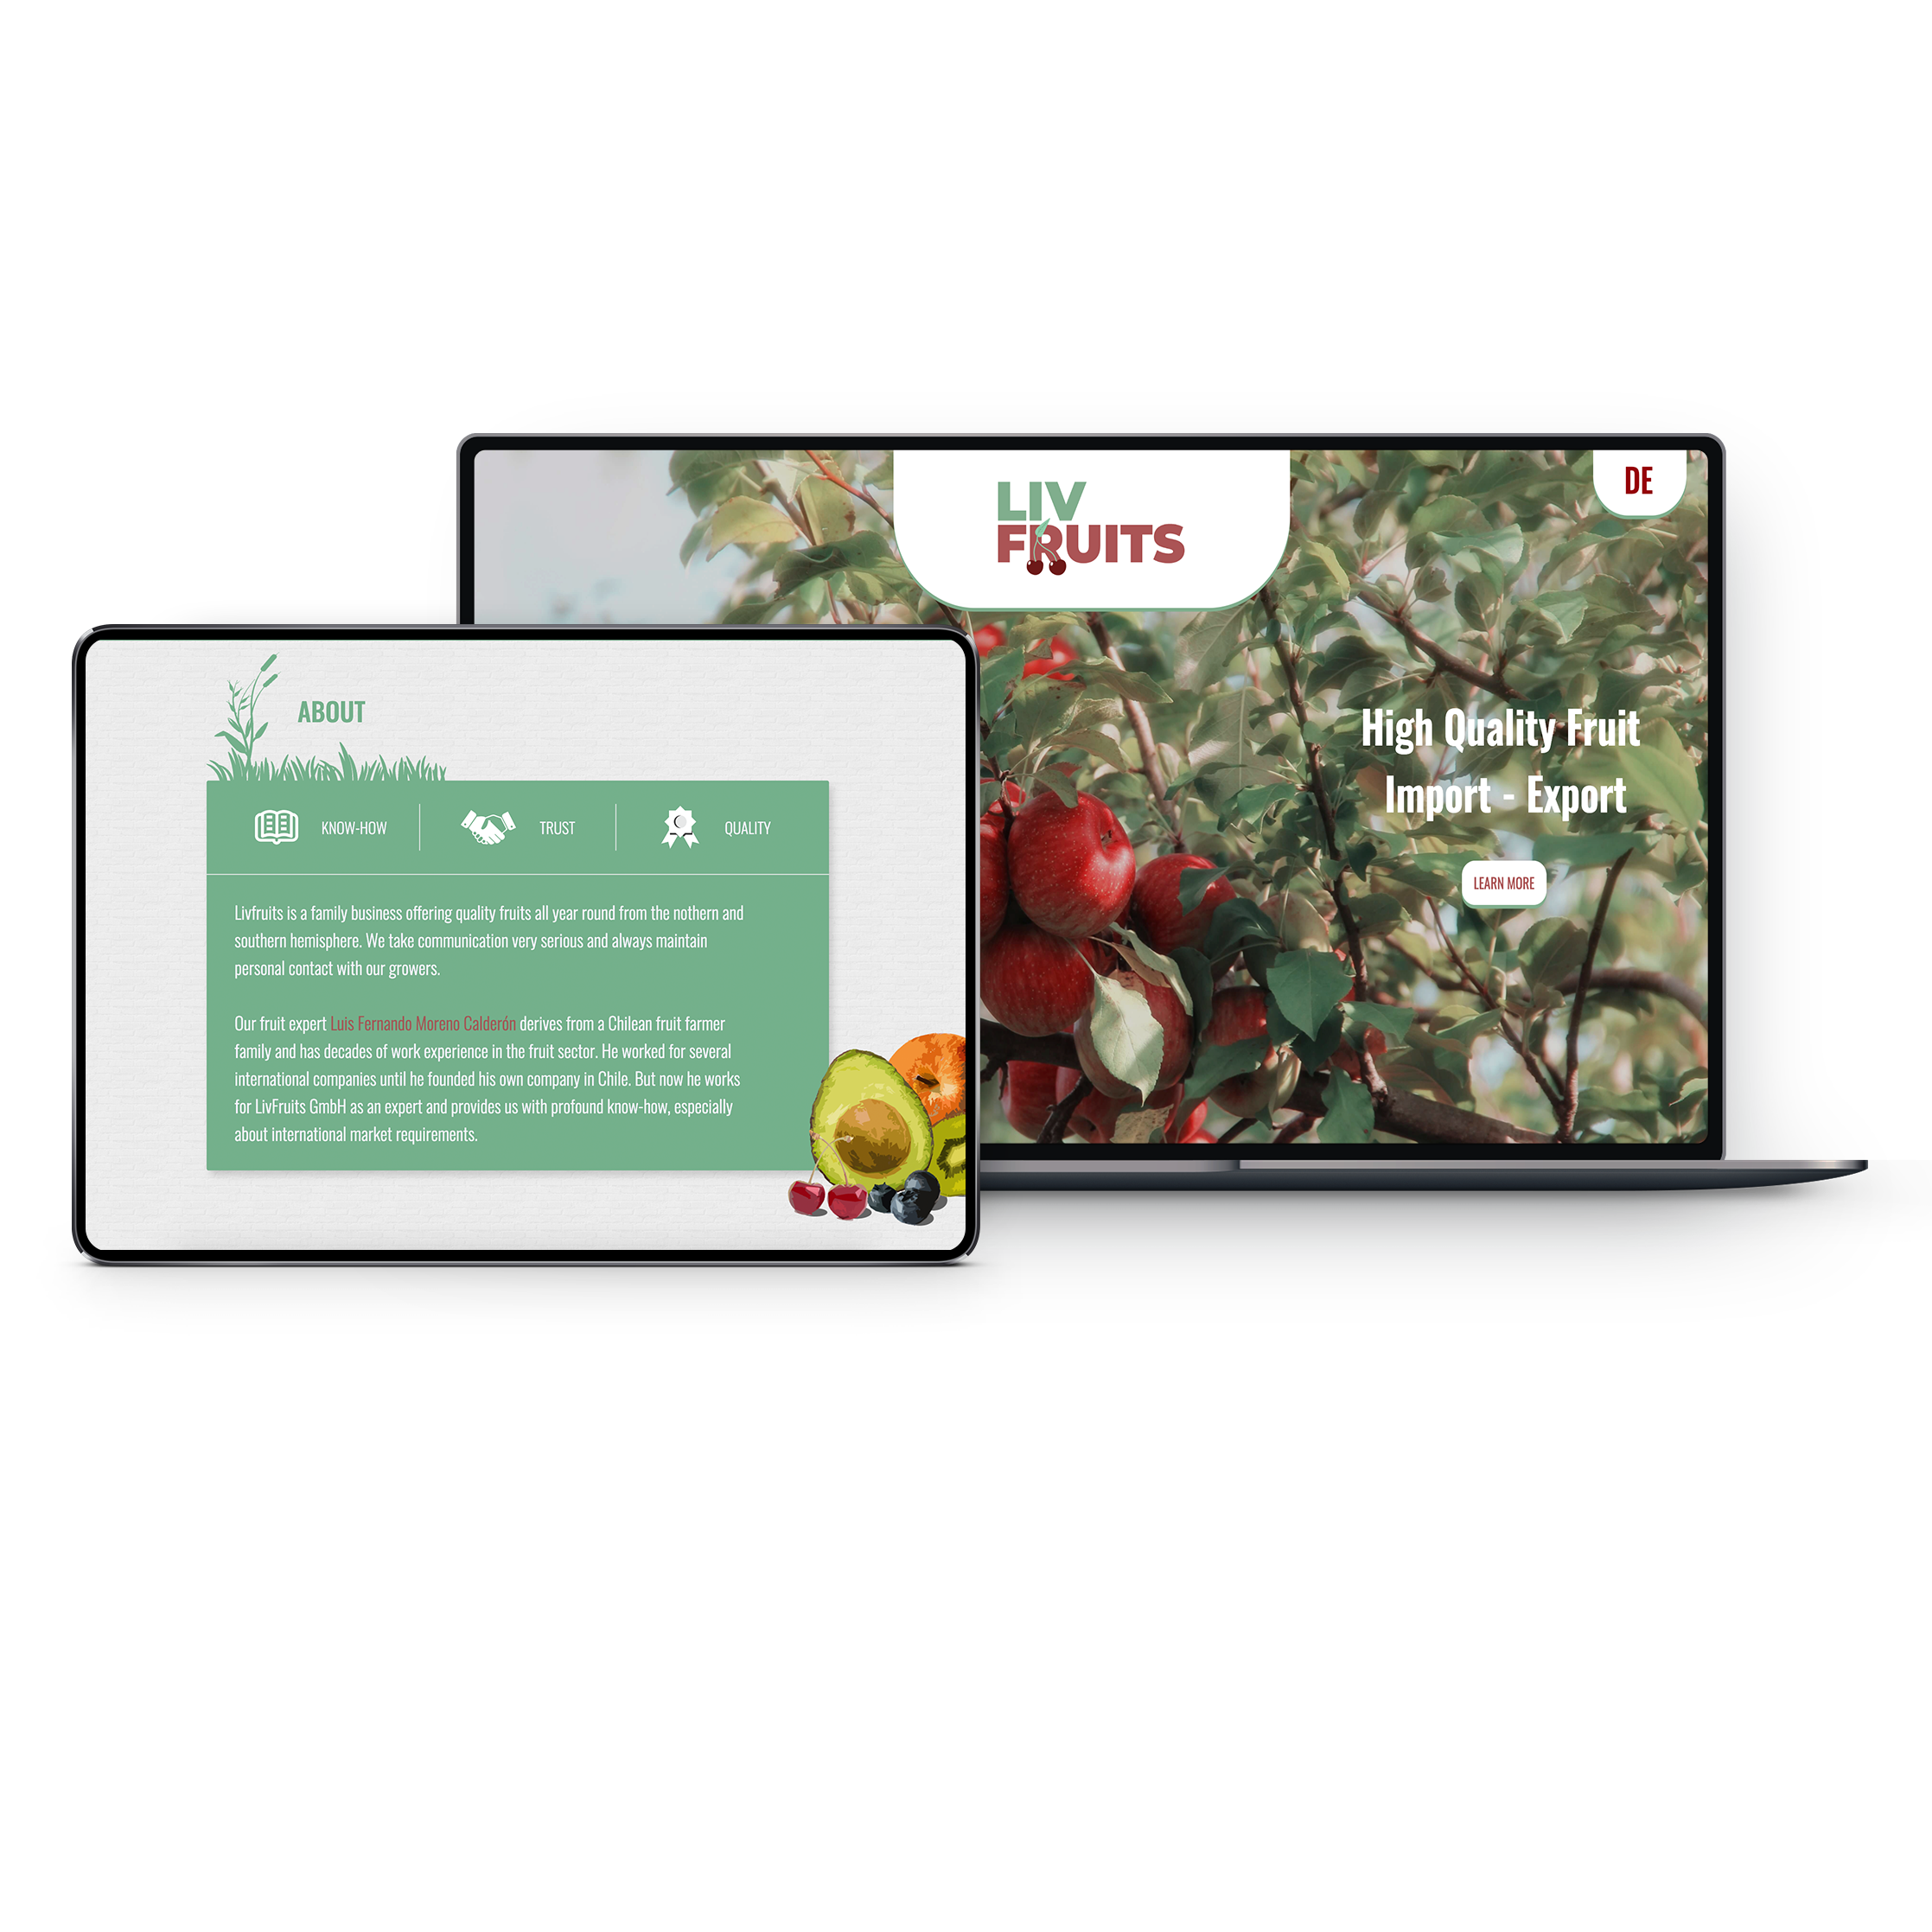 LIV
FRUITS
DE
High Quality Fruit
Import - Export
LEARN MORE
ABOUT
KNOW-HOW
TRUST
QUALITY
Livfruits is a family business offering quality fruits all year round from the nothern and
southern hemisphere. We take communication very serious and always maintain
personal contact with our growers.
Our fruit expert Luis Fernando Moreno Calderón derives from a Chilean fruit farmer
family and has decades of work experience in the fruit sector. He worked for several
international companies until he founded his own company in Chile. But now he works
for LivFruits GmbH as an expert and provides us with profound know-how, especially
about international market requirements.